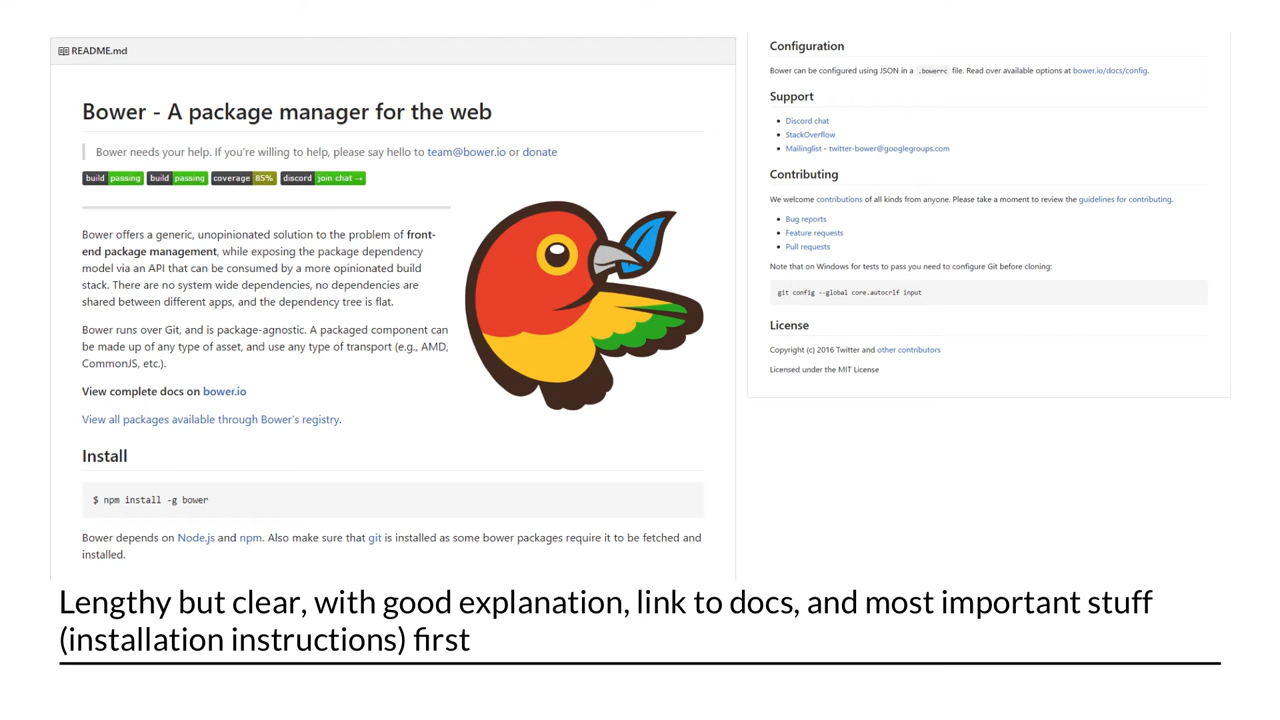 README.md
Bower - A package manager for the web
Bower needs your help. If you're willing to help, please say hello to team@bower.io or donate
build passing build passing coverage 85% discord join chat →
Bower offers a generic, unopinionated solution to the problem of front-
end package management, while exposing the package dependency
model via an API that can be consumed by a more opinionated build
stack. There are no system wide dependencies, no dependencies are
shared between different apps, and the dependency tree is flat.
Bower runs over Git, and is package-agnostic. A packaged component can
be made up of any type of asset, and use any type of transport (e.g., AMD,
CommonJS, etc.).
View complete docs on bower.io
View all packages available through Bower's registry.
Install
$ npm install -g bower
Bower depends on Node.js and npm. Also make sure that git is installed as some bower packages require it to be fetched and
installed.
Configuration
Bower can be configured using JSON in a .bowerrc file. Read over available options at bower.io/docs/config.
Support
• Discord chat
• StackOverflow
• Mailinglist - twitter-bower@googlegroups.com
Contributing
We welcome contributions of all kinds from anyone. Please take a moment to review the guidelines for contributing.
• Bug reports
• Feature requests
• Pull requests
Note that on Windows for tests to pass you need to configure Git before cloning:
git config --global core.autocrlf input
License
Copyright (c) 2016 Twitter and other contributors
Licensed under the MIT License
Lengthy but clear, with good explanation, link to docs, and most important stuff
(installation instructions) first